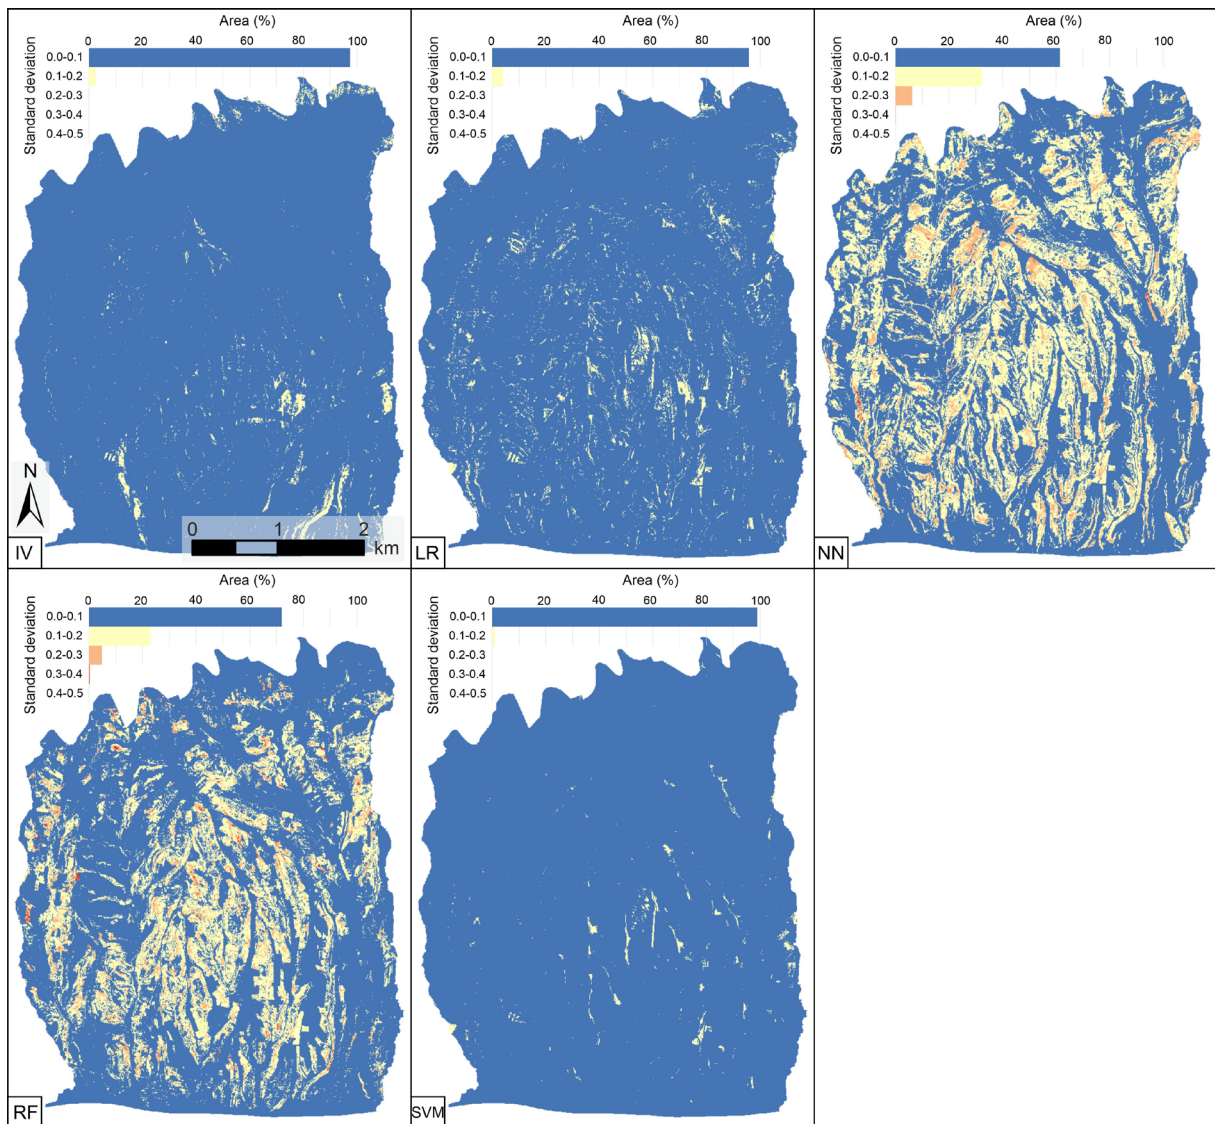 Area (%)
0 20 40 60 80 100
Standard deviation
0.0-0.1
0.1-0.2
0.2-0.3
0.3-0.4
0.4-0.5
N
0 1 2
km
IV
Area (%)
0 20 40 60 80 100
Standard deviation
0.0-0.1
0.1-0.2
0.2-0.3
0.3-0.4
0.4-0.5
LR
Area (%)
0 20 40 60 80 100
Standard deviation
0.0-0.1
0.1-0.2
0.2-0.3
0.3-0.4
0.4-0.5
NN
Area (%)
0 20 40 60 80 100
Standard deviation
0.0-0.1
0.1-0.2
0.2-0.3
0.3-0.4
0.4-0.5
RF
Area (%)
0 20 40 60 80 100
Standard deviation
0.0-0.1
0.1-0.2
0.2-0.3
0.3-0.4
0.4-0.5
SVM